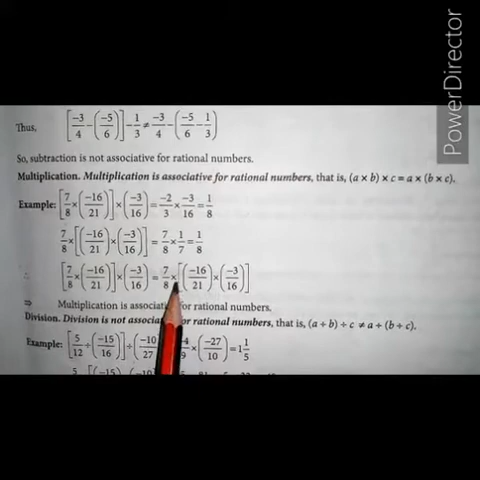 PowerDirector
Thus, [-3/4 - (-5/6)] - 1/3 ≠ -3/4 - (-5/6 - 1/3)
So, subtraction is not associative for rational numbers.
Multiplication. Multiplication is associative for rational numbers, that is, (a × b) × c = a × (b × c).
Example: [7/8 × (-16/21)] × (-3/16) = -2/3 × -3/16 = 1/8
7/8 × [(-16/21) × (-3/16)] = 7/8 × 1/7 = 1/8
∴ [7/8 × (-16/21)] × (-3/16) = 7/8 × [(-16/21) × (-3/16)]
⇒ Multiplication is associati for rational numbers.
Division. Division is not associa or rational numbers, that is, (a ÷ b) ÷ c ≠ a ÷ (b ÷ c).
Example: [5/12 ÷ (-15/16)] ÷ (-10/27) -4/9 × (-27/10) = 1 1/5